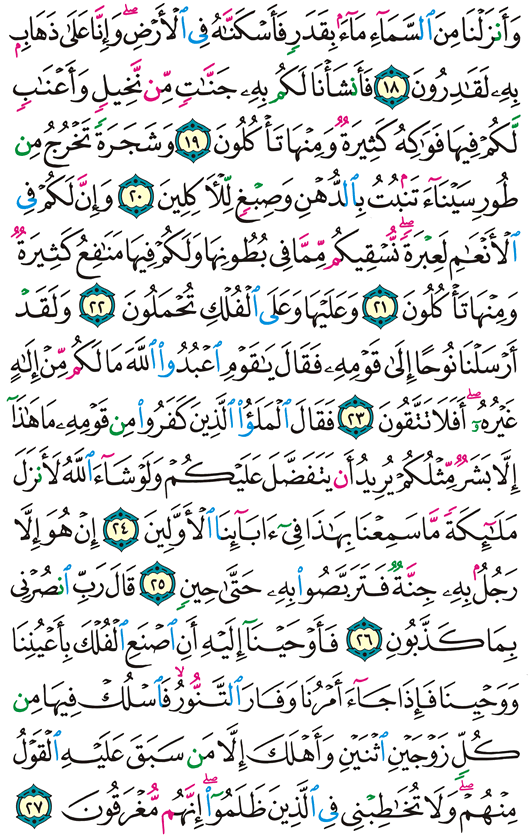 وَأَنزَلْنَا مِنَ ٱلسَّمَآءِ مَآءًۢ بِقَدَرٍۢ فَأَسْكَنَّـٰهُ فِى ٱلْأَرْضِ ۖ وَإِنَّا عَلَىٰ ذَهَابٍۭ
بِهِۦ لَقَـٰدِرُونَ ١٨ فَأَنشَأْنَا لَكُم بِهِۦ جَنَّـٰتٍۢ مِّن نَّخِيلٍۢ وَأَعْنَـٰبٍۢ
لَّكُمْ فِيهَا فَوَٰكِهُ كَثِيرَةٌۭ وَمِنْهَا تَأْكُلُونَ ١٩ وَشَجَرَةًۭ تَخْرُجُ مِن
طُورِ سَيْنَآءَ تَنۢبُتُ بِٱلدُّهْنِ وَصِبْغٍۢ لِّلْـَٔاكِلِينَ ٢٠ وَإِنَّ لَكُمْ فِى
ٱلْأَنْعَـٰمِ لَعِبْرَةًۭ ۖ نُّسْقِيكُم مِّمَّا فِى بُطُونِهَا وَلَكُمْ فِيهَا مَنَـٰفِعُ كَثِيرَةٌۭ
وَمِنْهَا تَأْكُلُونَ ٢١ وَعَلَيْهَا وَعَلَى ٱلْفُلْكِ تُحْمَلُونَ ٢٢ وَلَقَدْ
أَرْسَلْنَا نُوحًا إِلَىٰ قَوْمِهِۦ فَقَالَ يَـٰقَوْمِ ٱعْبُدُوا۟ ٱللَّهَ مَا لَكُم مِّنْ إِلَـٰهٍ
غَيْرُهُۥٓ ۖ أَفَلَا تَتَّقُونَ ٢٣ فَقَالَ ٱلْمَلَؤُا۟ ٱلَّذِينَ كَفَرُوا۟ مِن قَوْمِهِۦ مَا هَـٰذَآ
إِلَّا بَشَرٌۭ مِّثْلُكُمْ يُرِيدُ أَن يَتَفَضَّلَ عَلَيْكُمْ وَلَوْ شَآءَ ٱللَّهُ لَأَنزَلَ
مَلَـٰٓئِكَةًۭ مَّا سَمِعْنَا بِهَـٰذَا فِىٓ ءَابَآئِنَا ٱلْأَوَّلِينَ ٢٤ إِنْ هُوَ إِلَّا
رَجُلٌۢ بِهِۦ جِنَّةٌۭ فَتَرَبَّصُوا۟ بِهِۦ حَتَّىٰ حِينٍۢ ٢٥ قَالَ رَبِّ ٱنصُرْنِى
بِمَا كَذَّبُونِ ٢٦ فَأَوْحَيْنَآ إِلَيْهِ أَنِ ٱصْنَعِ ٱلْفُلْكَ بِأَعْيُنِنَا
وَوَحْيِنَا فَإِذَا جَآءَ أَمْرُنَا وَفَارَ ٱلتَّنُّورُ ۙ فَٱسْلُكْ فِيهَا مِن
كُلٍّۢ زَوْجَيْنِ ٱثْنَيْنِ وَأَهْلَكَ إِلَّا مَن سَبَقَ عَلَيْهِ ٱلْقَوْلُ
مِنْهُمْ ۖ وَلَا تُخَـٰطِبْنِى فِى ٱلَّذِينَ ظَلَمُوٓا۟ ۖ إِنَّهُم مُّغْرَقُونَ ٢٧